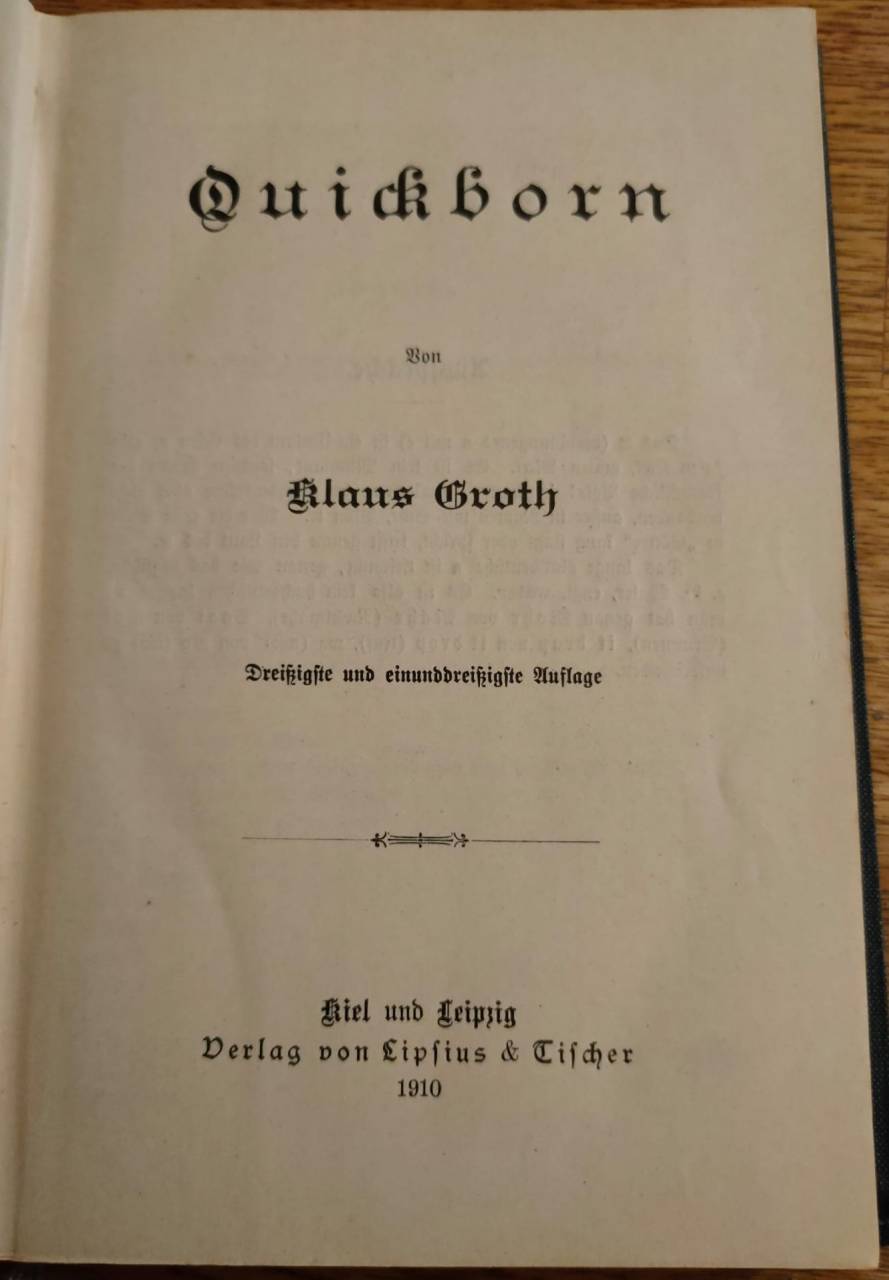 Quickborn
Von
Klaus Groth
Dreißigste und einunddreißigste Auflage
Kiel und Leipzig
Verlag von Lipſius & Tiſcher
1910